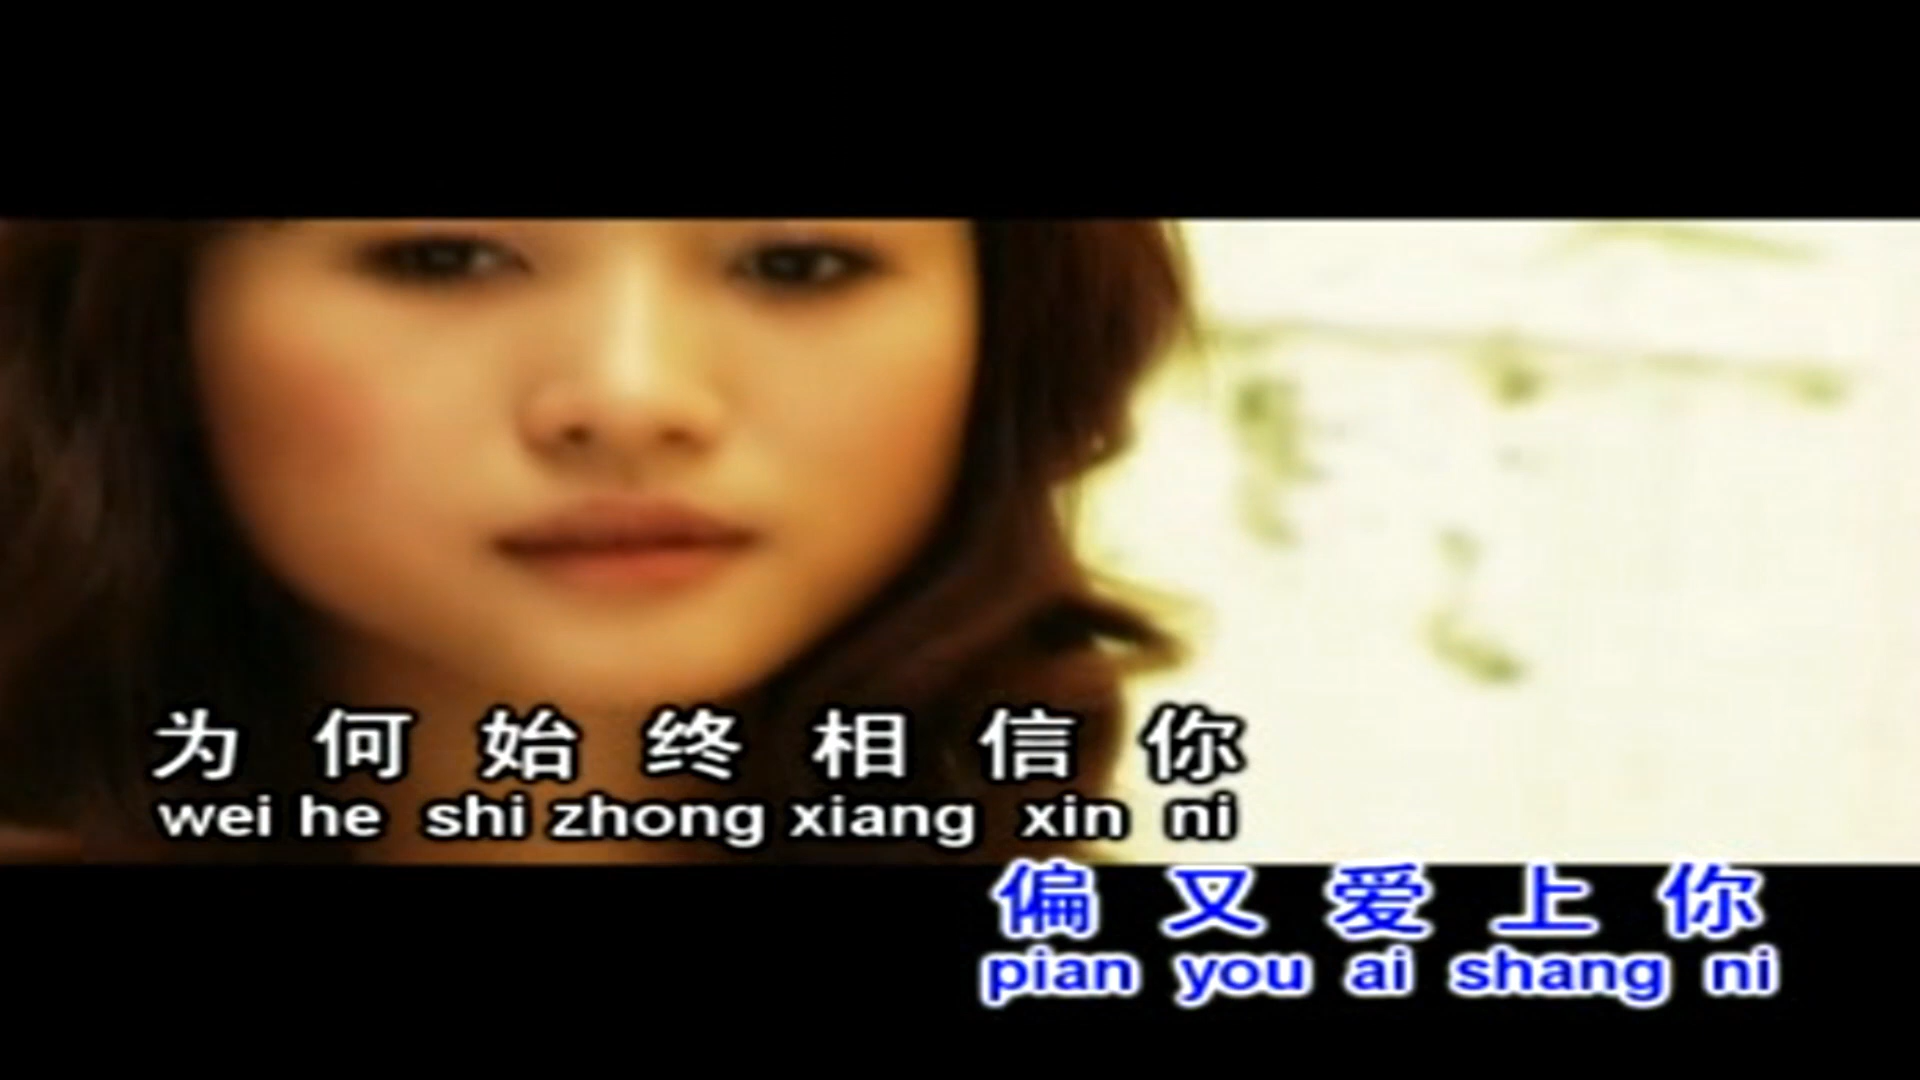 为 何 始 终 相 信 你
wei he shi zhong xiang xin ni
偏 又 爱 上 你
pian you ai shang ni